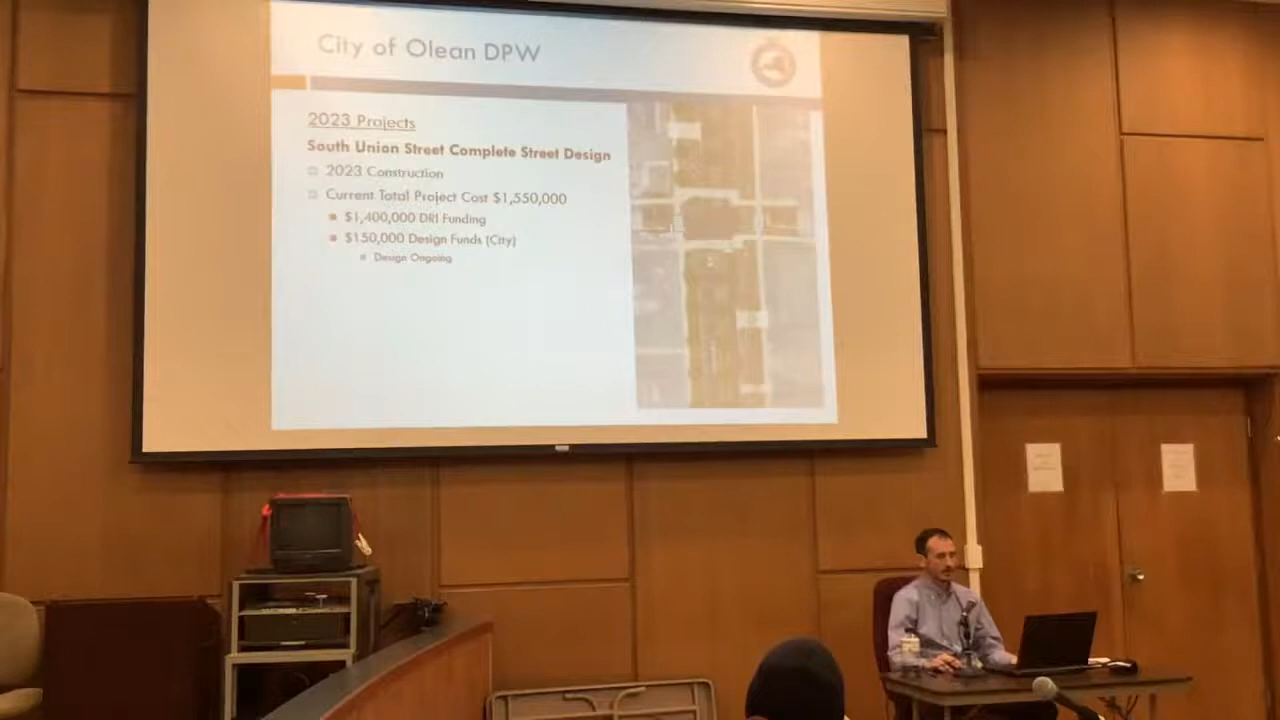 City of Olean DPW
2023 Projects
South Union Street Complete Street Design
2023 Construction
Current Total Project Cost $1,550,000
$1,400,000 DRI Funding
$150,000 Design Funds (City)
Design Ongoing